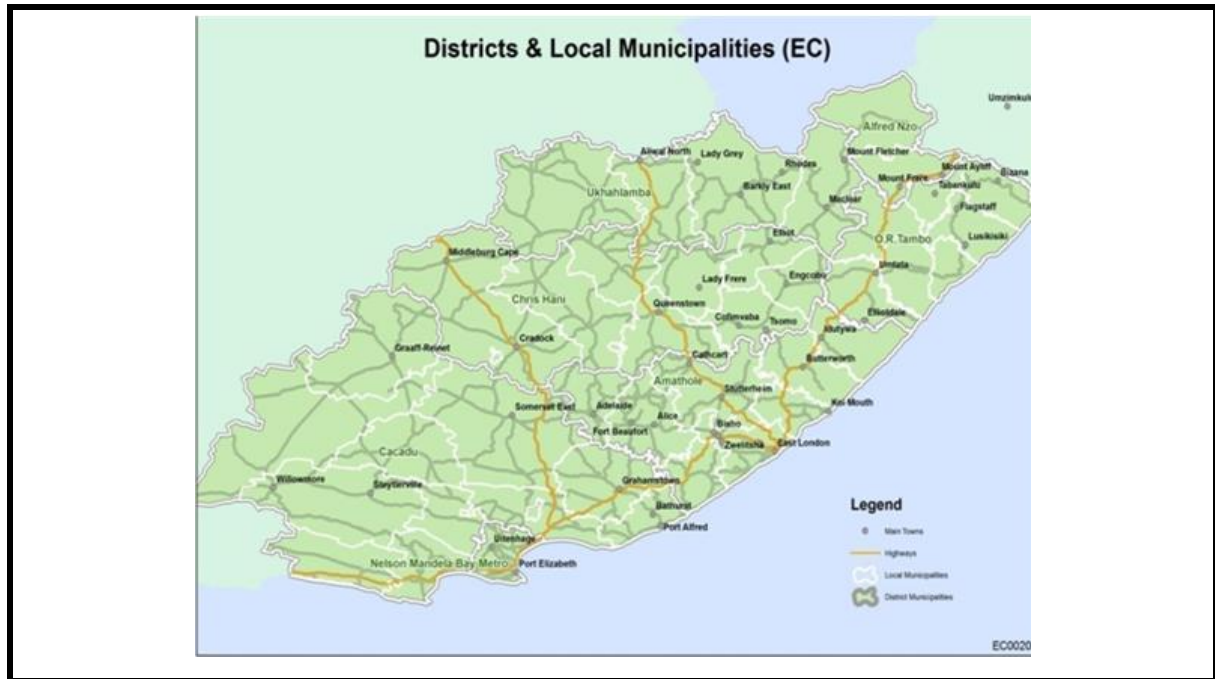 Districts & Local Municipalities (EC)
Umzimkulu
Alfred Nzo
Aliwal North
Lady Grey
Mount Fletcher
Rhodes
Mount Ayliff
Mount Frere
Bizana
Ukhahlamba
Barkly East
Tabankulu
Maclear
Flagstaff
Elliot
O.R.Tambo
Lusikisiki
Middleburg Cape
Umtata
Lady Frere
Engcobo
Chris Hani
Queenstown
Cofimvaba
Tsomo
Elliotdale
Idutywa
Cradock
Graaff-Reinet
Cathcart
Butterworth
Amathole
Stutterheim
Somerset East
Adelaide
Kei Mouth
Alice
Fort Beaufort
Bisho
Zwelitsha
East London
Cacadu
Willowmore
Steytlerville
Grahamstown
Bathurst
Port Alfred
Uitenhage
Nelson Mandela Bay Metro
Port Elizabeth
Legend
Main Towns
Highways
Local Municipalities
District Municipalities
EC0020